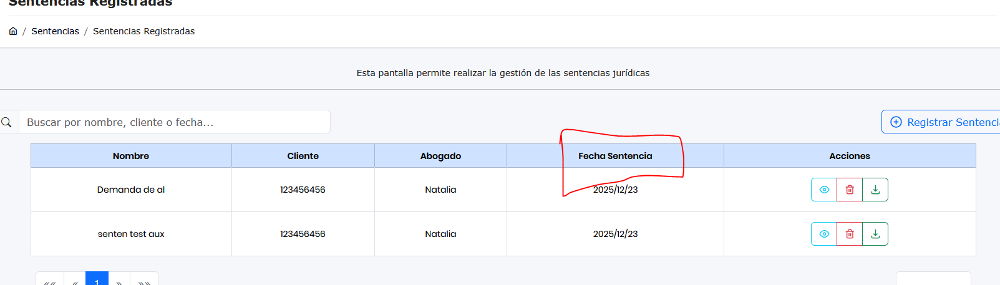 Sentencias Registradas
/ Sentencias / Sentencias Registradas
Esta pantalla permite realizar la gestión de las sentencias jurídicas
Buscar por nombre, cliente o fecha...
Registrar Sentenci
Nombre Cliente Abogado Fecha Sentencia Acciones
Demanda de al 123456456 Natalia 2025/12/23
senten test aux 123456456 Natalia 2025/12/23
«« « 1 » »»